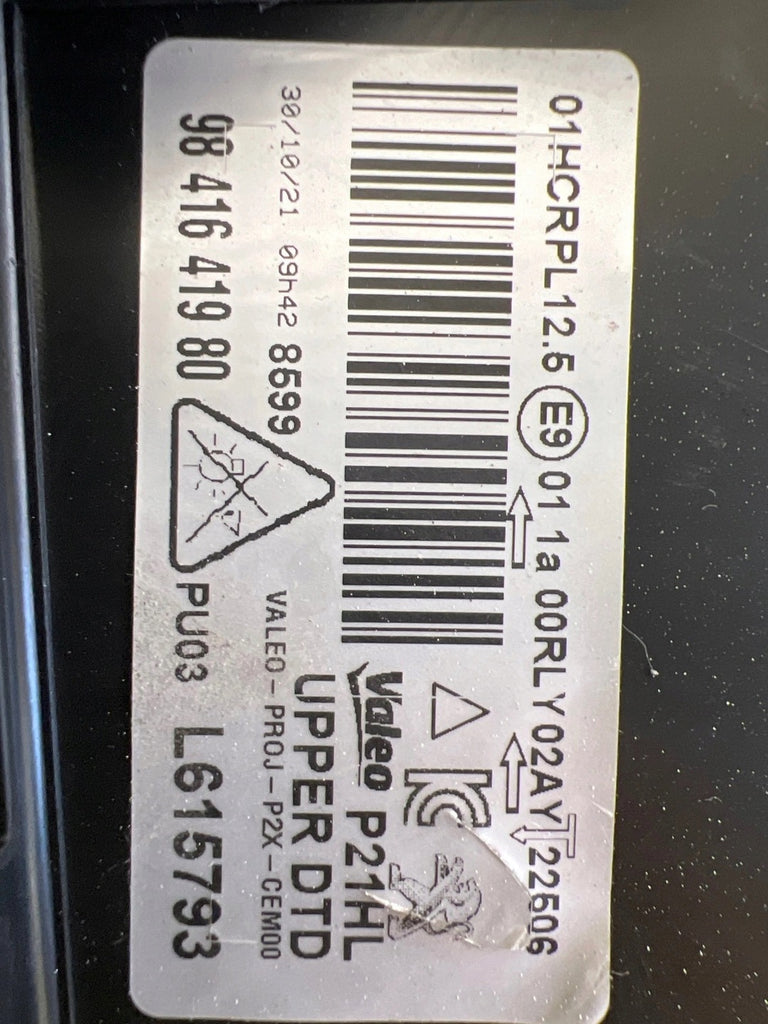 01HCRPL12.5 E9 01 1a 00RLY02AY 22506
Valeo P21HL
UPPER DTD
30/10/21 09h42 8599
VALEO-PROJ-P2X-CEM00
98 416 419 80 PU03 L615793